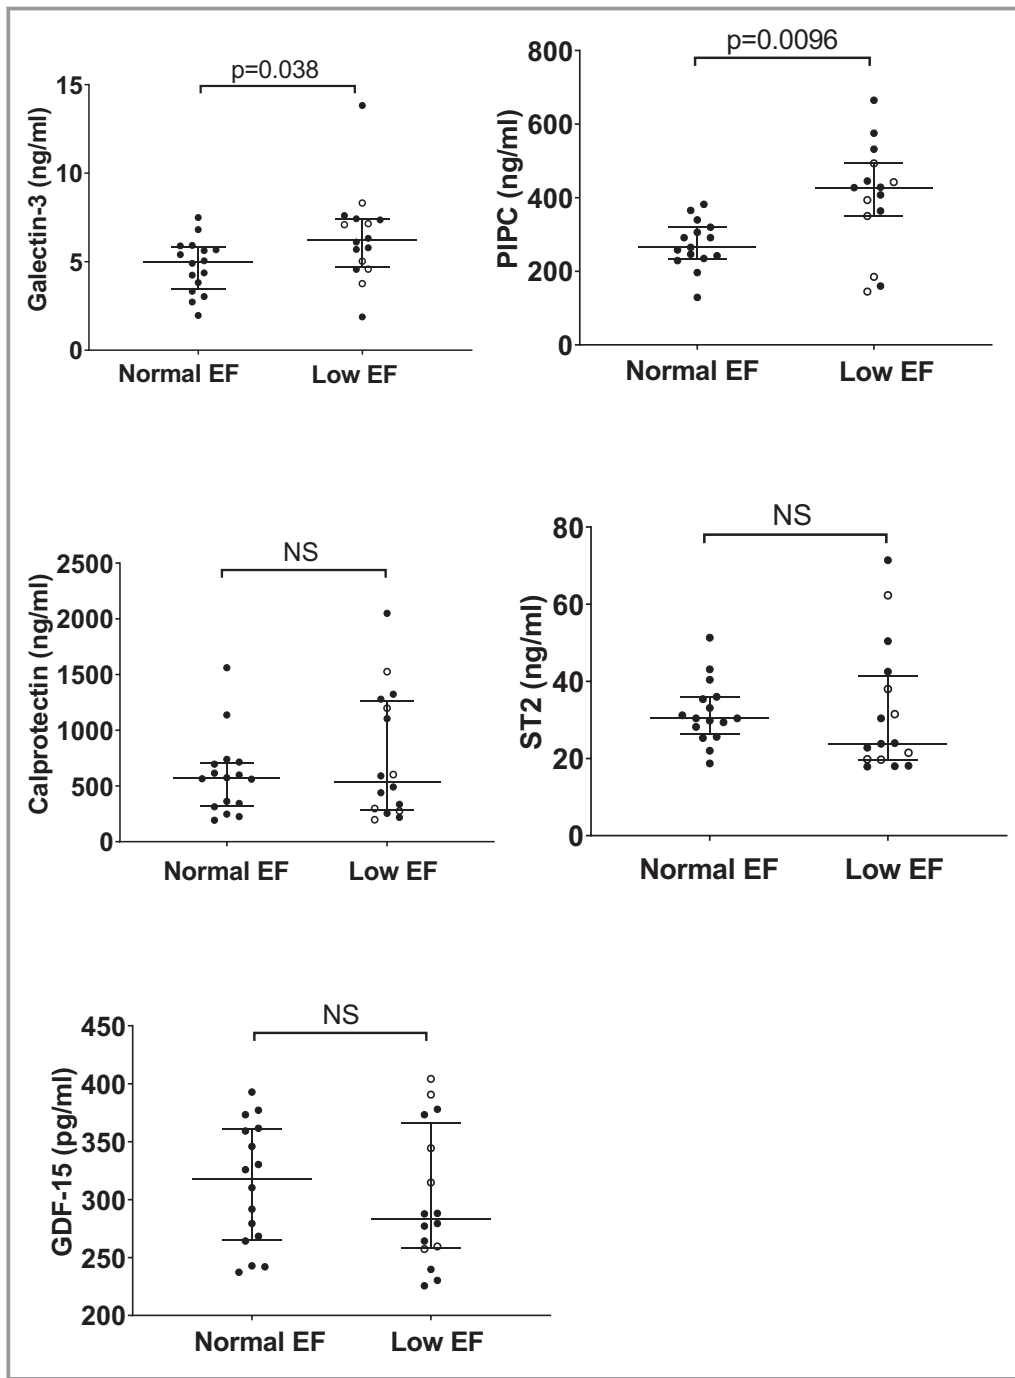 p=0.038
Galectin-3 (ng/ml)
15
10
5
0
Normal EF Low EF
p=0.0096
PIPC (ng/ml)
800
600
400
200
0
Normal EF Low EF
NS
Calprotectin (ng/ml)
2500
2000
1500
1000
500
0
Normal EF Low EF
NS
ST2 (ng/ml)
80
60
40
20
0
Normal EF Low EF
NS
GDF-15 (pg/ml)
450
400
350
300
250
200
Normal EF Low EF